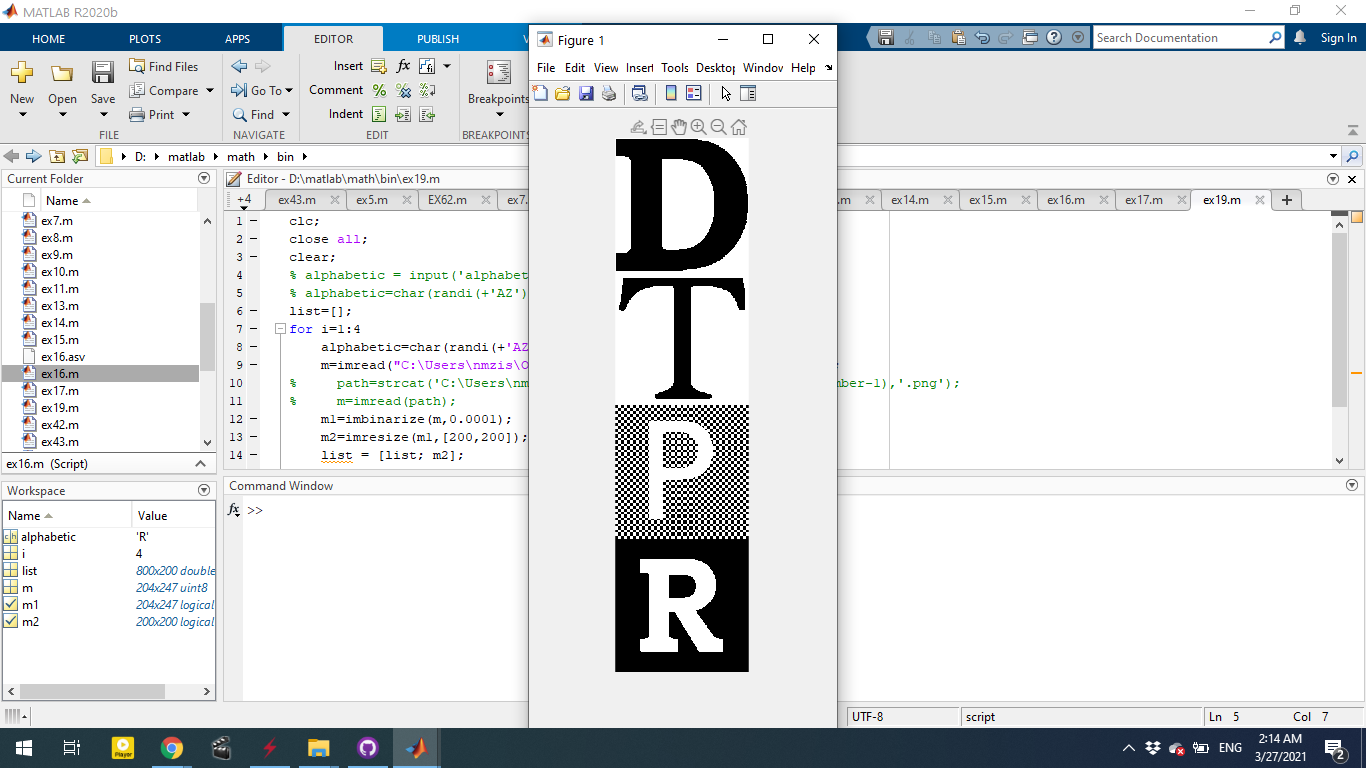 MATLAB R2020b
HOME PLOTS APPS EDITOR PUBLISH V
Search Documentation Sign In
New Open Save Find Files Compare Print
FILE
Go To Find
NAVIGATE
Insert fx
Comment
Indent
EDIT
Breakpoints
BREAKPOINTS
D: matlab math bin
Current Folder
Name
ex7.m
ex8.m
ex9.m
ex10.m
ex11.m
ex13.m
ex14.m
ex15.m
ex16.asv
ex16.m
ex17.m
ex19.m
ex42.m
ex43.m
ex16.m (Script)
Workspace
Name Value
alphabetic 'R'
i 4
list 800x200 double
m 204x247 uint8
m1 204x247 logical
m2 200x200 logical
Editor - D:\matlab\math\bin\ex19.m
+4 ex43.m ex5.m EX62.m ex7. .m ex14.m ex15.m ex16.m ex17.m ex19.m
1 clc;
2 close all;
3 clear;
4 % alphabetic = input('alphabet
5 % alphabetic=char(randi(+'AZ')
6 list=[];
7 for i=1:4
8 alphabetic=char(randi(+'AZ
9 m=imread("C:\Users\nmzis\O
10 % path=strcat('C:\Users\nm mber-1),'.png');
11 % m=imread(path);
12 m1=imbinarize(m,0.0001);
13 m2=imresize(m1,[200,200]);
14 list = [list; m2];
Command Window
fx >>
Figure 1
File Edit View Insert Tools Desktop Window Help
D
T
P
R
UTF-8 script Ln 5 Col 7
Player
ENG
2:14 AM
3/27/2021
2